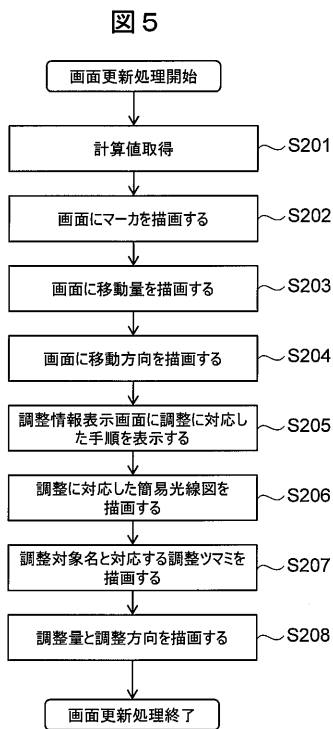 図5
画面更新処理開始
計算値取得
S201
画面にマーカを描画する
S202
画面に移動量を描画する
S203
画面に移動方向を描画する
S204
調整情報表示画面に調整に対応し
た手順を表示する
S205
調整に対応した簡易光線図を
描画する
S206
調整対象名と対応する調整ツマミを
描画する
S207
調整量と調整方向を描画する
S208
画面更新処理終了